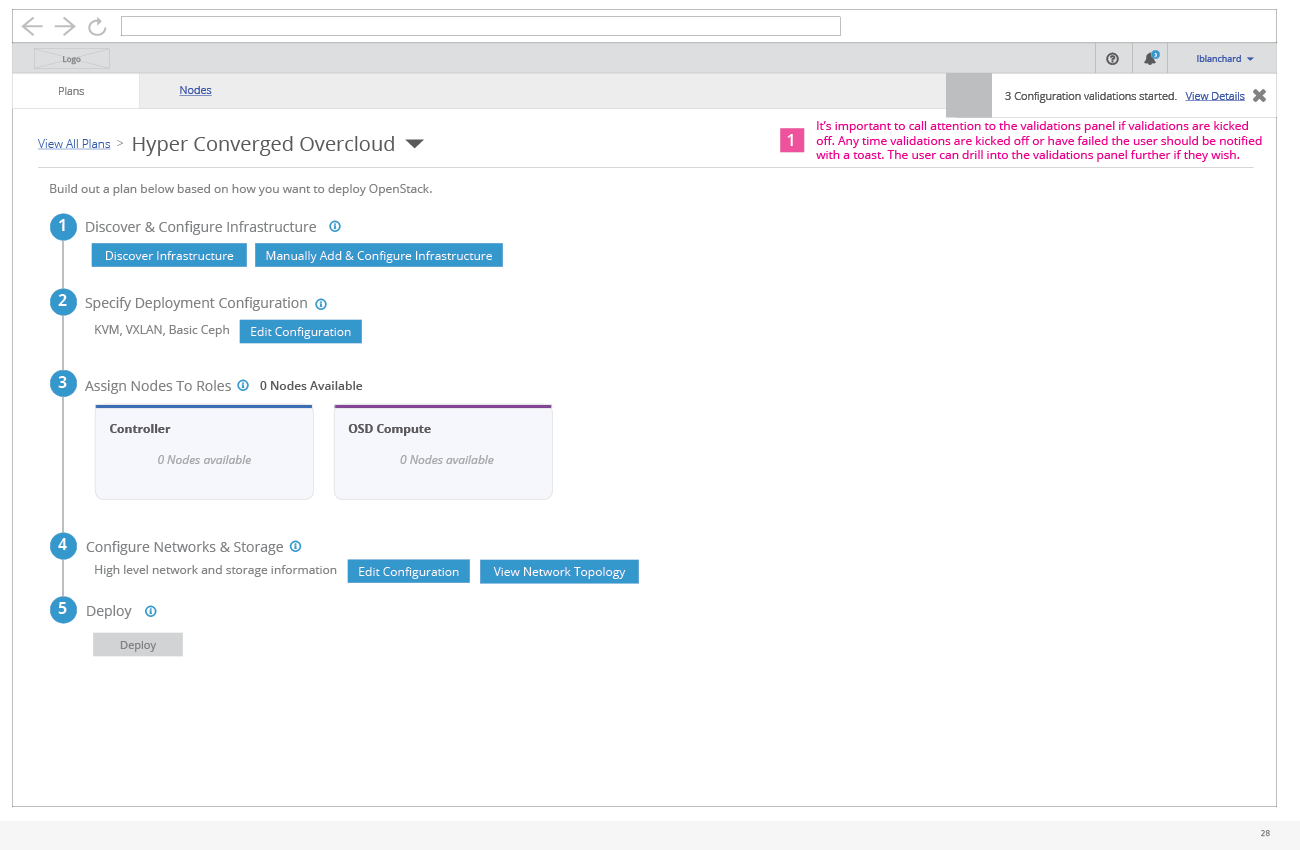 Logo
3
lblanchard
Plans
Nodes
3 Configuration validations started. View Details
View All Plans > Hyper Converged Overcloud
1
It's important to call attention to the validations panel if validations are kicked
off. Any time validations are kicked off or have failed the user should be notified
with a toast. The user can drill into the validations panel further if they wish.
Build out a plan below based on how you want to deploy OpenStack.
1 Discover & Configure Infrastructure
Discover Infrastructure
Manually Add & Configure Infrastructure
2 Specify Deployment Configuration
KVM, VXLAN, Basic Ceph
Edit Configuration
3 Assign Nodes To Roles
0 Nodes Available
Controller
0 Nodes available
OSD Compute
0 Nodes available
4 Configure Networks & Storage
High level network and storage information
Edit Configuration
View Network Topology
5 Deploy
Deploy
28